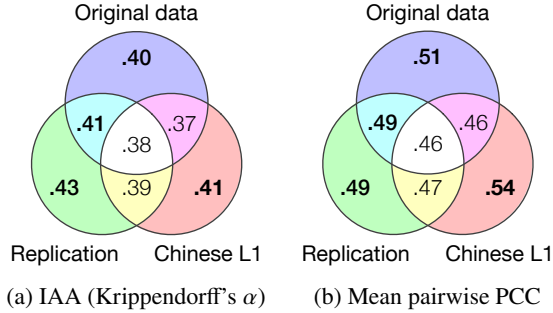 Original data
.40
.41
.37
.38
.43
.39
.41
Replication
Chinese L1
(a) IAA (Krippendorff's α)
Original data
.51
.49
.46
.46
.49
.47
.54
Replication
Chinese L1
(b) Mean pairwise PCC